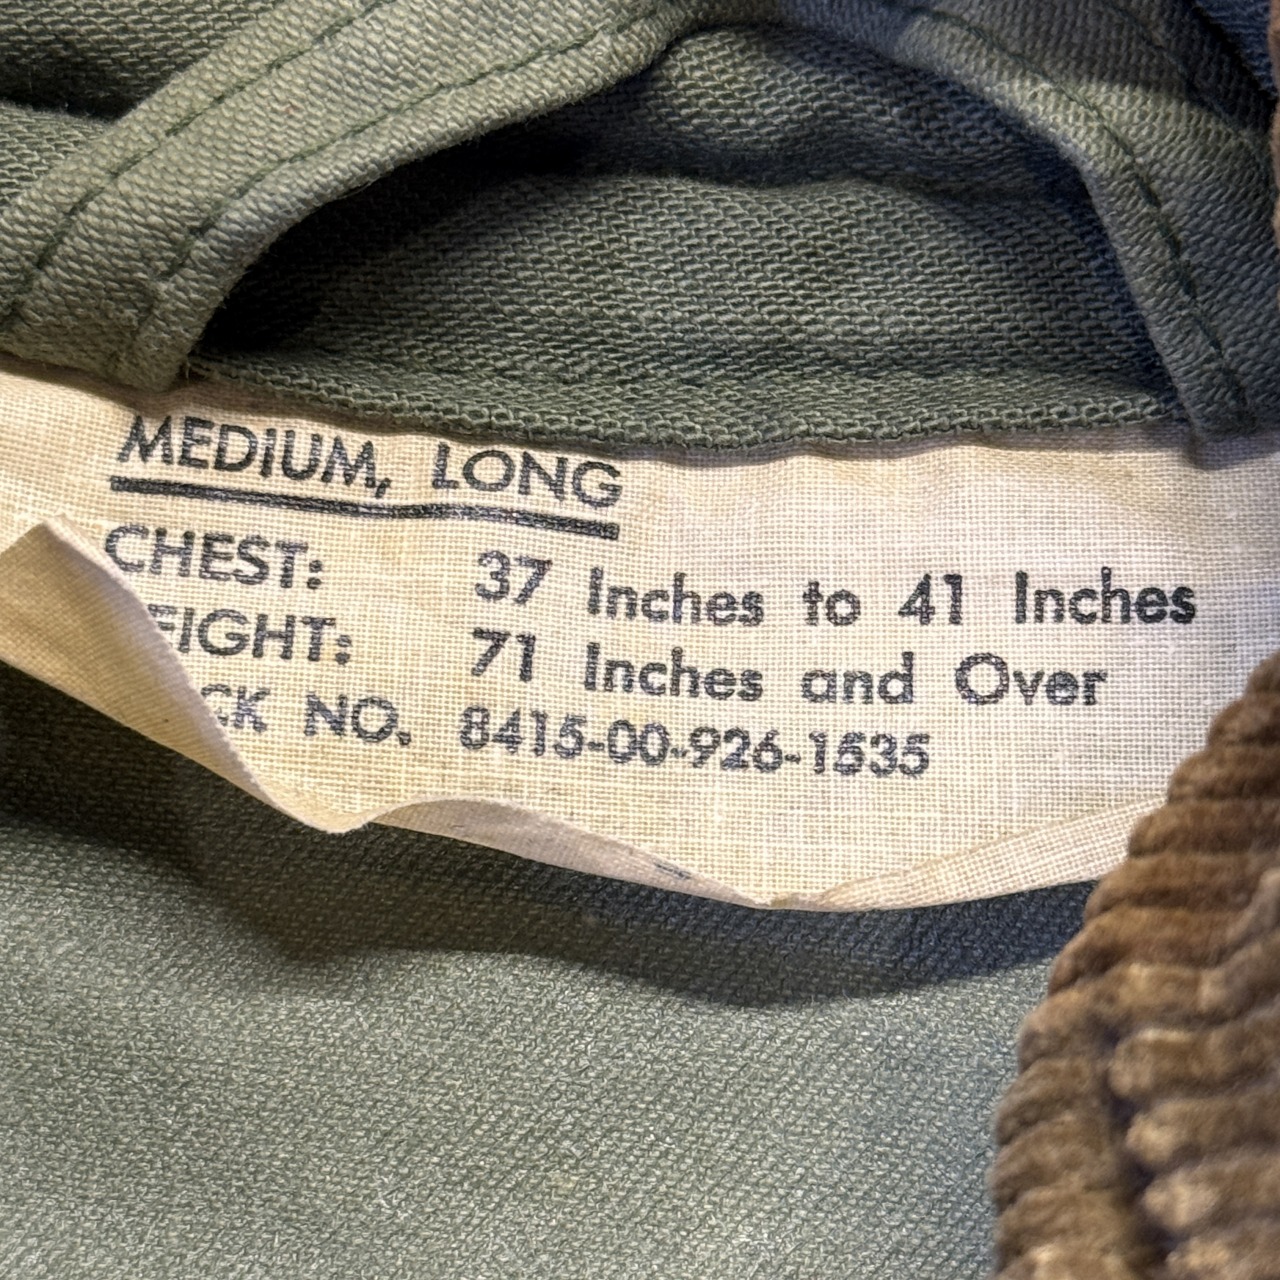 MEDIUM, LONG
CHEST: 37 Inches to 41 Inches
EIGHT: 71 Inches and Over
CK NO. 8415-00-926-1535